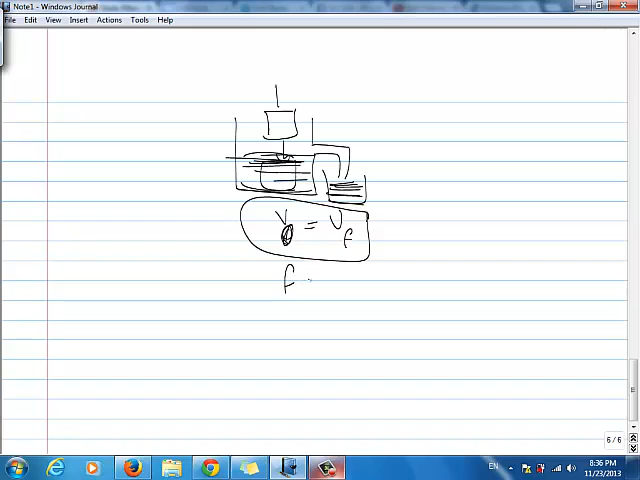 Note1 - Windows Journal
File Edit View Insert Actions Tools Help
V = V f
f
6 / 6
EN
8:36 PM
11/23/2013